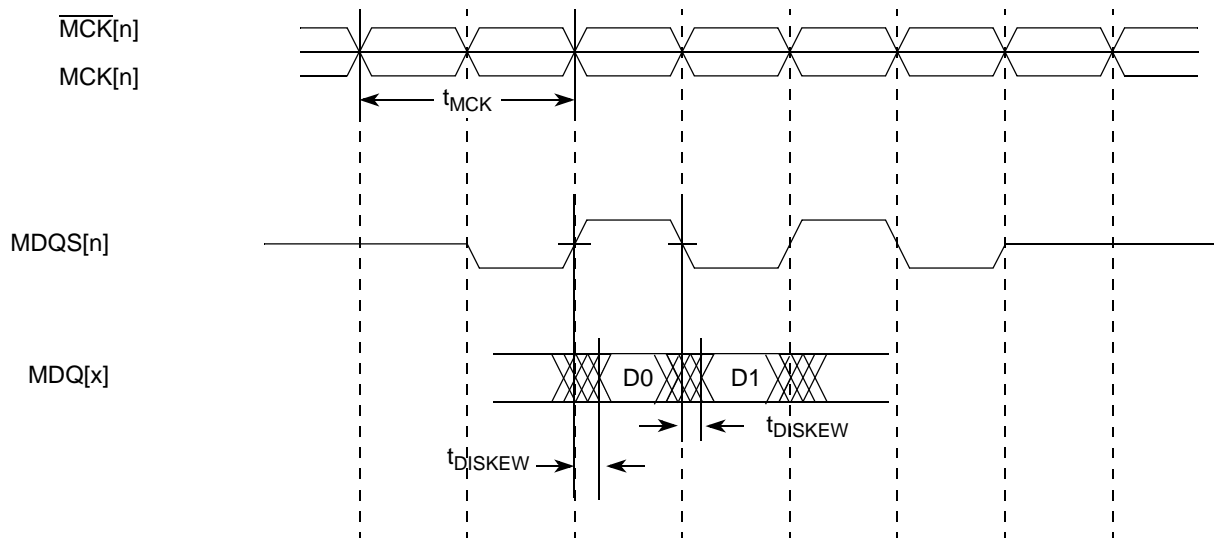 MCK[n]
MCK[n]
tMCK
MDQS[n]
MDQ[x]
D0
D1
tDISKEW
tDISKEW